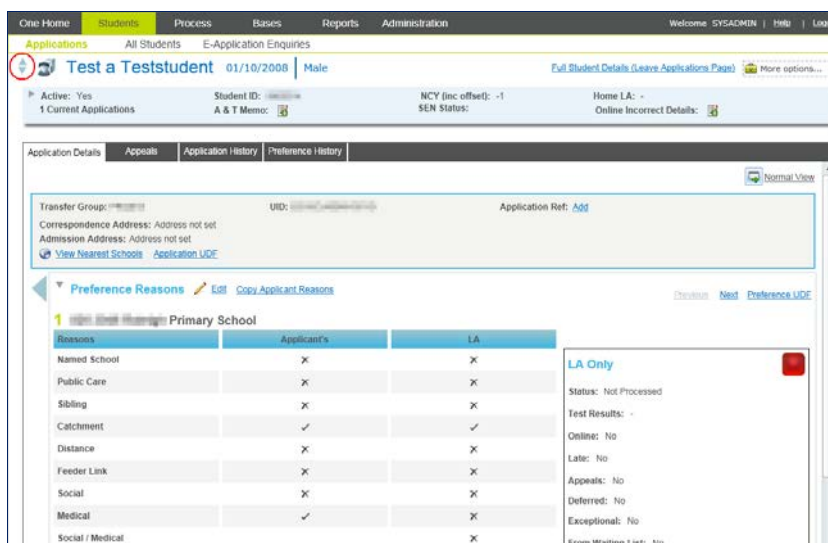 One Home Students Process Bases Reports Administration Welcome SYSADMIN | Help | Log
Applications All Students E-Application Enquiries
Test a Teststudent 01/10/2008 Male Full Student Details (Leave Applications Page) More options...
Active: Yes Student ID: NCY (inc offset): -1 Home LA: -
1 Current Applications A & T Memo: SEN Status: Online Incorrect Details:
Application Details Appeals Application History Preference History
Normal View
Transfer Group: UID: Application Ref: Add
Correspondence Address: Address not set
Admission Address: Address not set
View Nearest Schools Application UDF
Preference Reasons Edit Copy Applicant Reasons Previous Next Preference UDF
1 Primary School
Reasons Applicant's LA
Named School
Public Care
Sibling
Catchment
Distance
Feeder Link
Social
Medical
Social / Medical
LA Only
Status: Not Processed
Test Results: -
Online: No
Late: No
Appeals: No
Deferred: No
Exceptional: No
From Waiting List: No